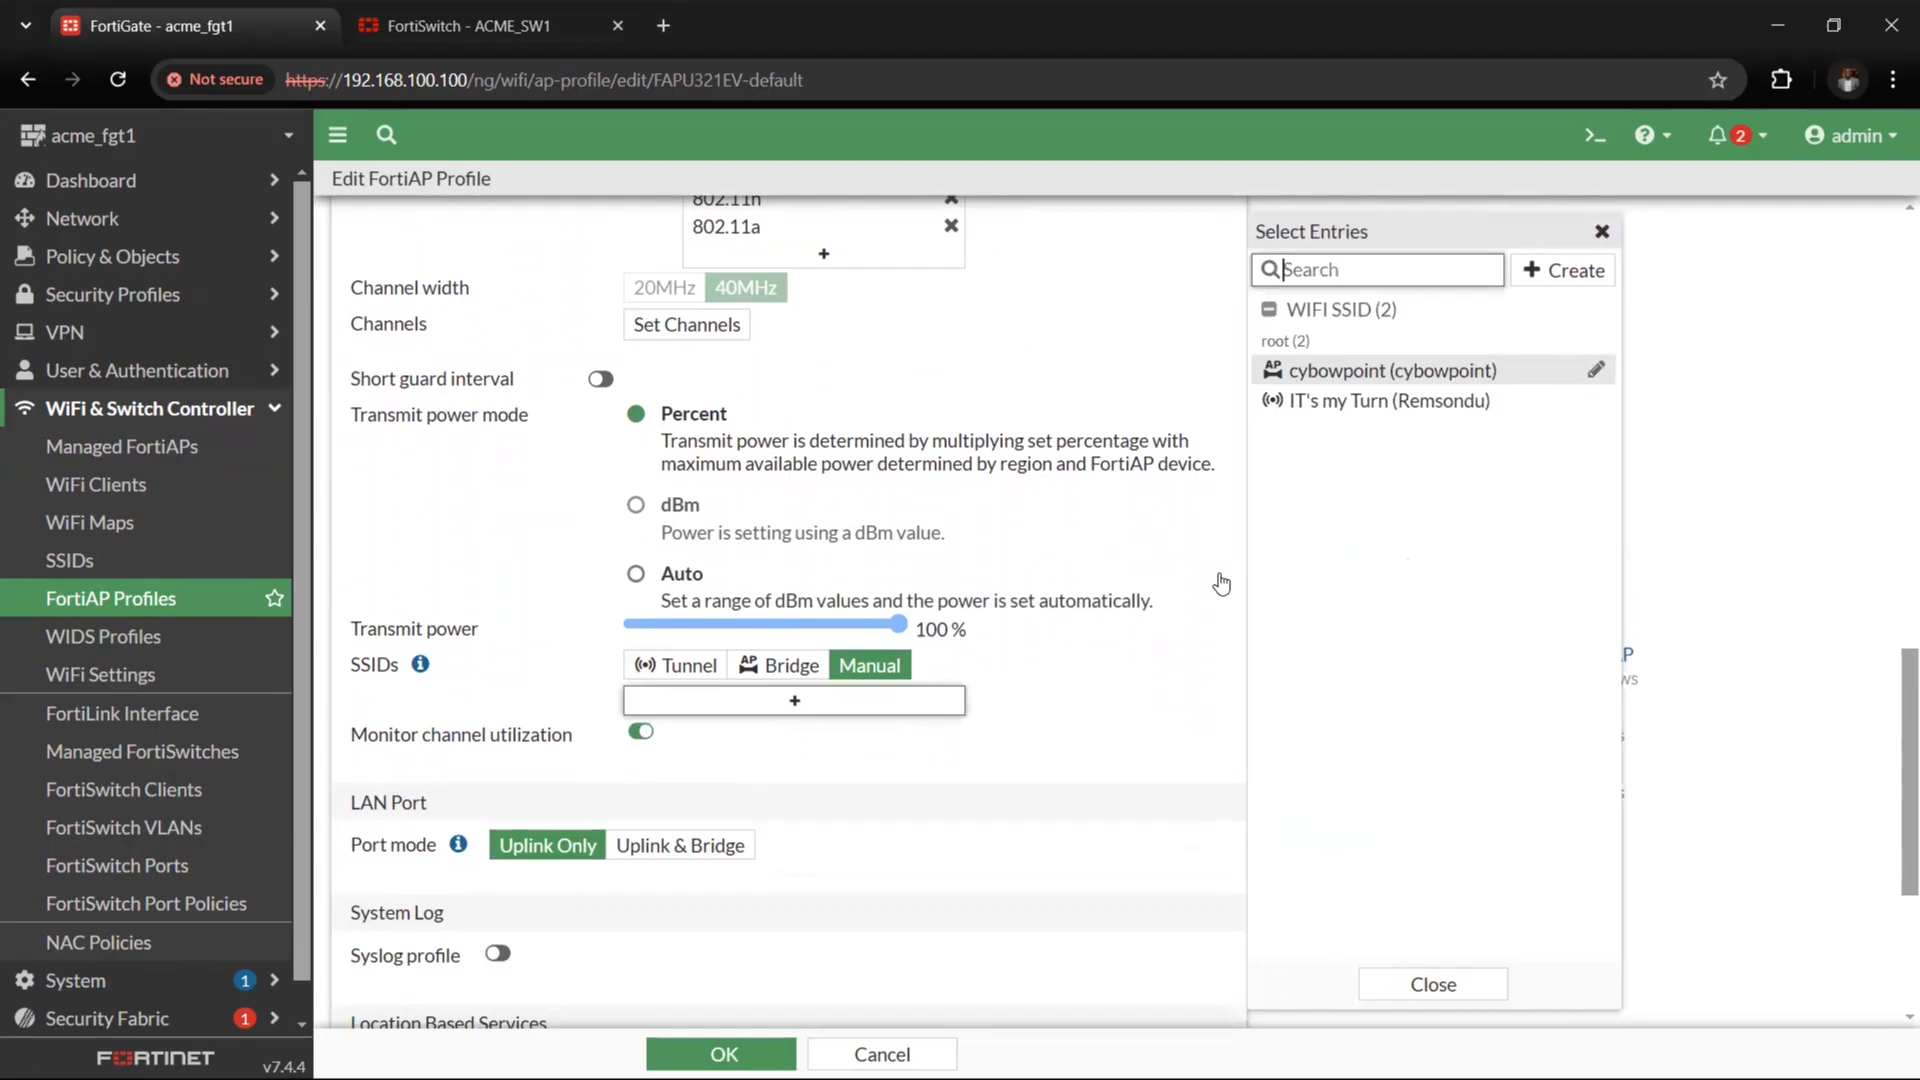 FortiGate - acme_fgt1
FortiSwitch - ACME_SW1
Not secure
https://192.168.100.100/ng/wifi/ap-profile/edit/FAPU321EV-default
acme_fgt1
2
admin
Dashboard
Network
Policy & Objects
Security Profiles
VPN
User & Authentication
WiFi & Switch Controller
Managed FortiAPs
WiFi Clients
WiFi Maps
SSIDs
FortiAP Profiles
WIDS Profiles
WiFi Settings
FortiLink Interface
Managed FortiSwitches
FortiSwitch Clients
FortiSwitch VLANs
FortiSwitch Ports
FortiSwitch Port Policies
NAC Policies
System 1
Security Fabric 1
FORTINET v7.4.4
Edit FortiAP Profile
802.11n
802.11a
+
Channel width 20MHz 40MHz
Channels Set Channels
Short guard interval
Transmit power mode Percent
Transmit power is determined by multiplying set percentage with
maximum available power determined by region and FortiAP device.
dBm
Power is setting using a dBm value.
Auto
Set a range of dBm values and the power is set automatically.
Transmit power 100 %
SSIDs Tunnel AP Bridge Manual
+
Monitor channel utilization
LAN Port
Port mode Uplink Only Uplink & Bridge
System Log
Syslog profile
Location Based Services
OK Cancel
Select Entries
Search + Create
WIFI SSID (2)
root (2)
AP cybowpoint (cybowpoint)
IT's my Turn (Remsondu)
Close